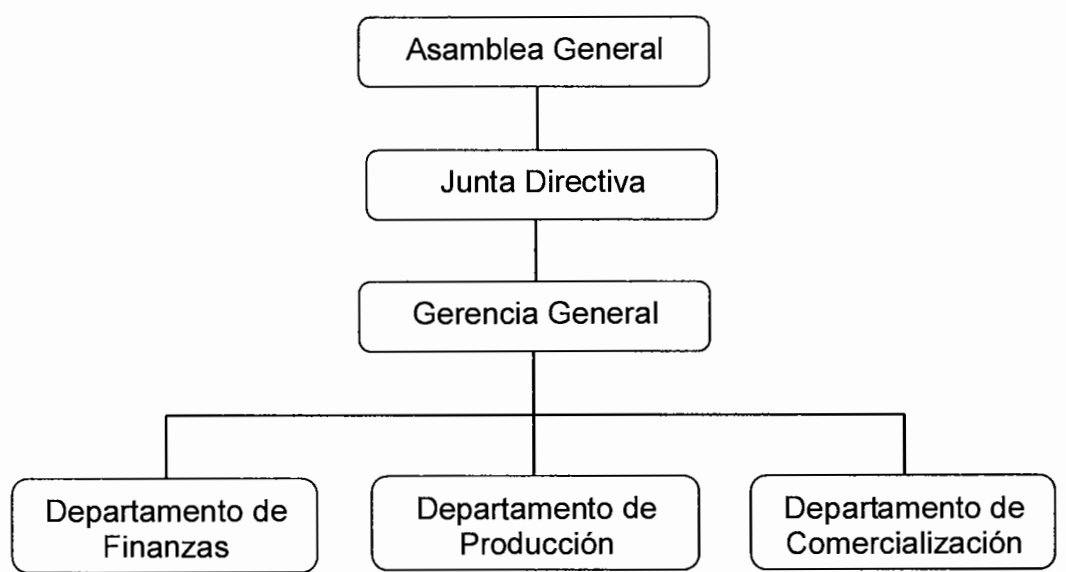 Asamblea General
Junta Directiva
Gerencia General
Departamento de
Finanzas
Departamento de
Producción
Departamento de
Comercialización